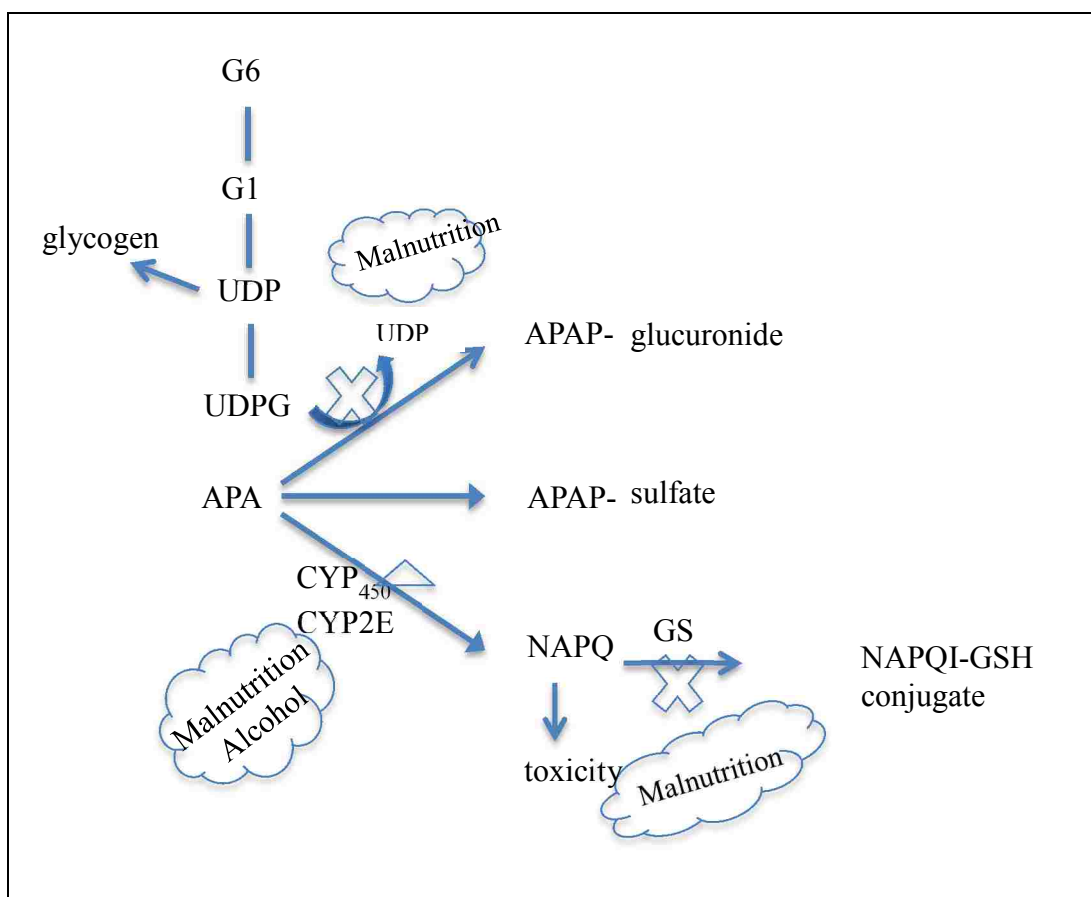 G6
G1
Malnutrition
glycogen
UDP
UDP
APAP- glucuronide
UDPG
APA
APAP- sulfate
CYP450
CYP2E
Malnutrition
Alcohol
NAPQ
GS
NAPQI-GSH
conjugate
toxicity
Malnutrition